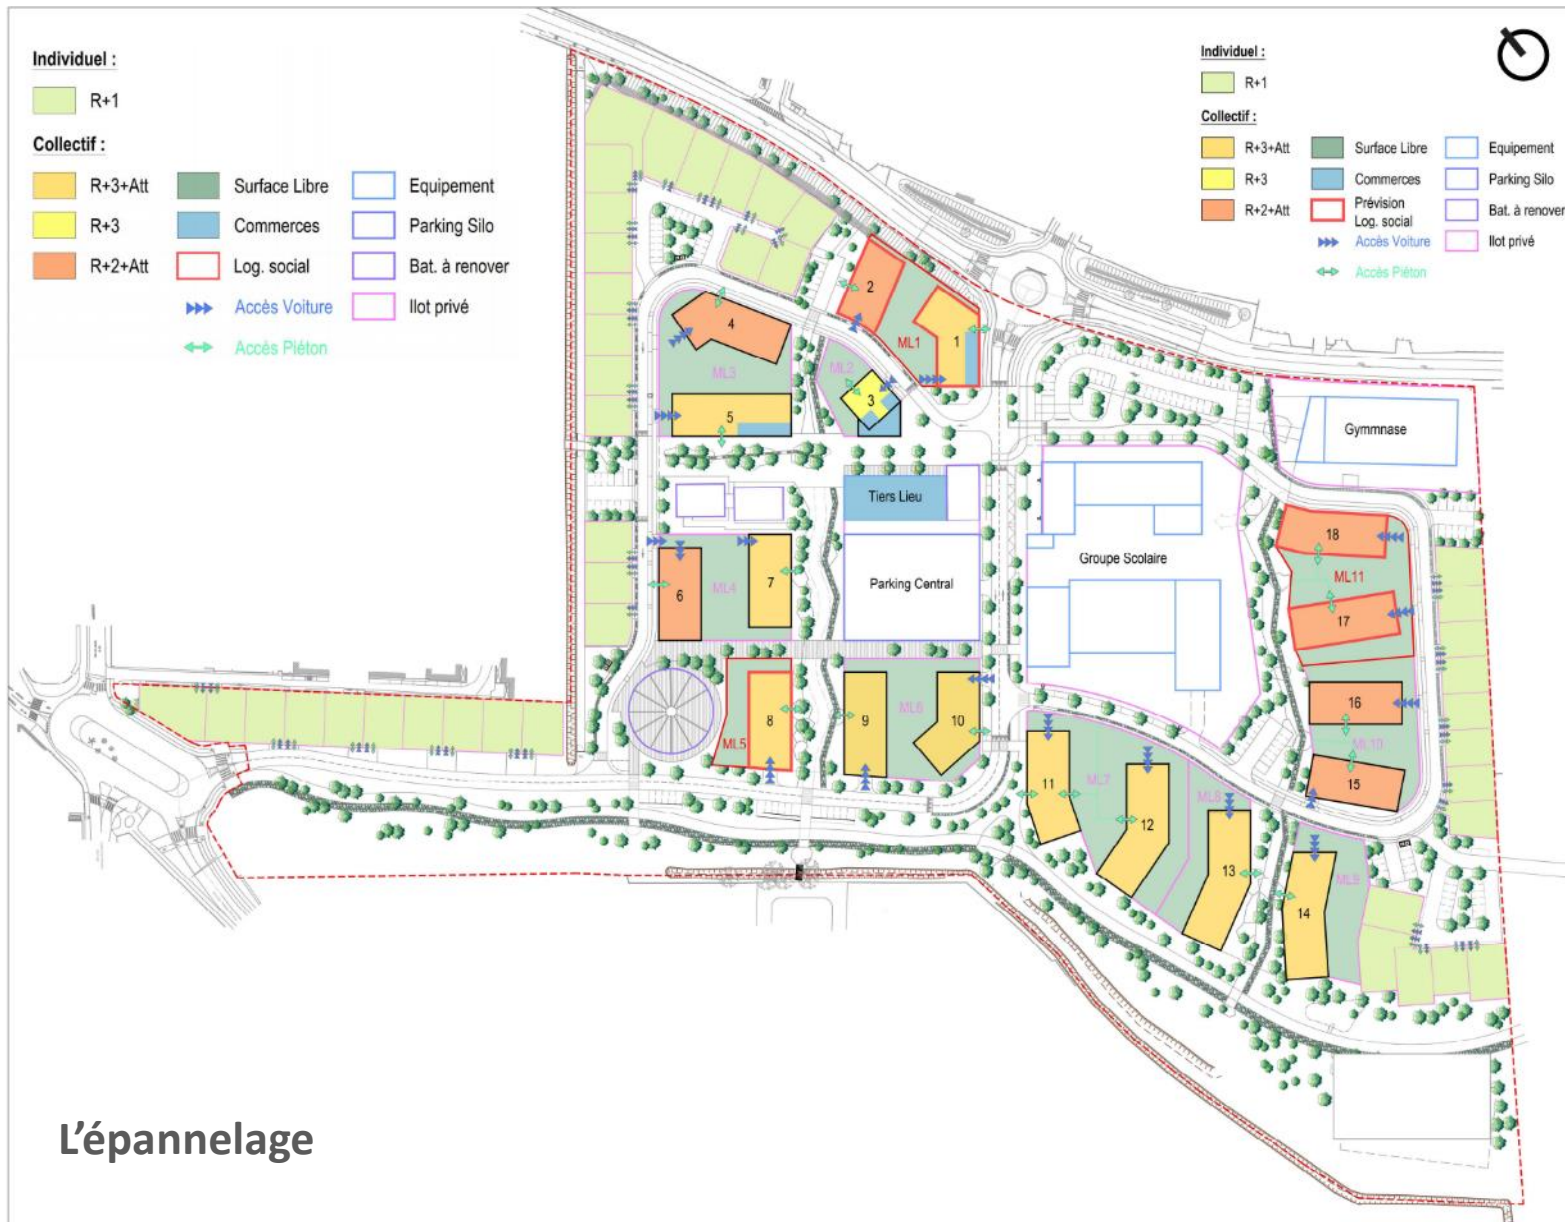 Individuel :
R+1
Collectif :
R+3+Att
Surface Libre
Equipement
R+3
Commerces
Parking Silo
R+2+Att
Log. social
Bat. à renover
Accès Voiture
Ilot privé
Accès Piéton
Individuel :
R+1
Collectif :
R+3+Att
Surface Libre
Equipement
R+3
Commerces
Parking Silo
R+2+Att
Prévision
Log. social
Bat. à renover
Accès Voiture
Ilot privé
Accès Piéton
2
1
ML1
4
ML3
5
ML2
3
Gymmnase
Tiers Lieu
Parking Central
Groupe Scolaire
6
ML4
7
18
ML11
17
16
ML10
15
8
ML5
9
ML6
10
11
ML7
12
ML8
13
14
ML9
L'épannelage